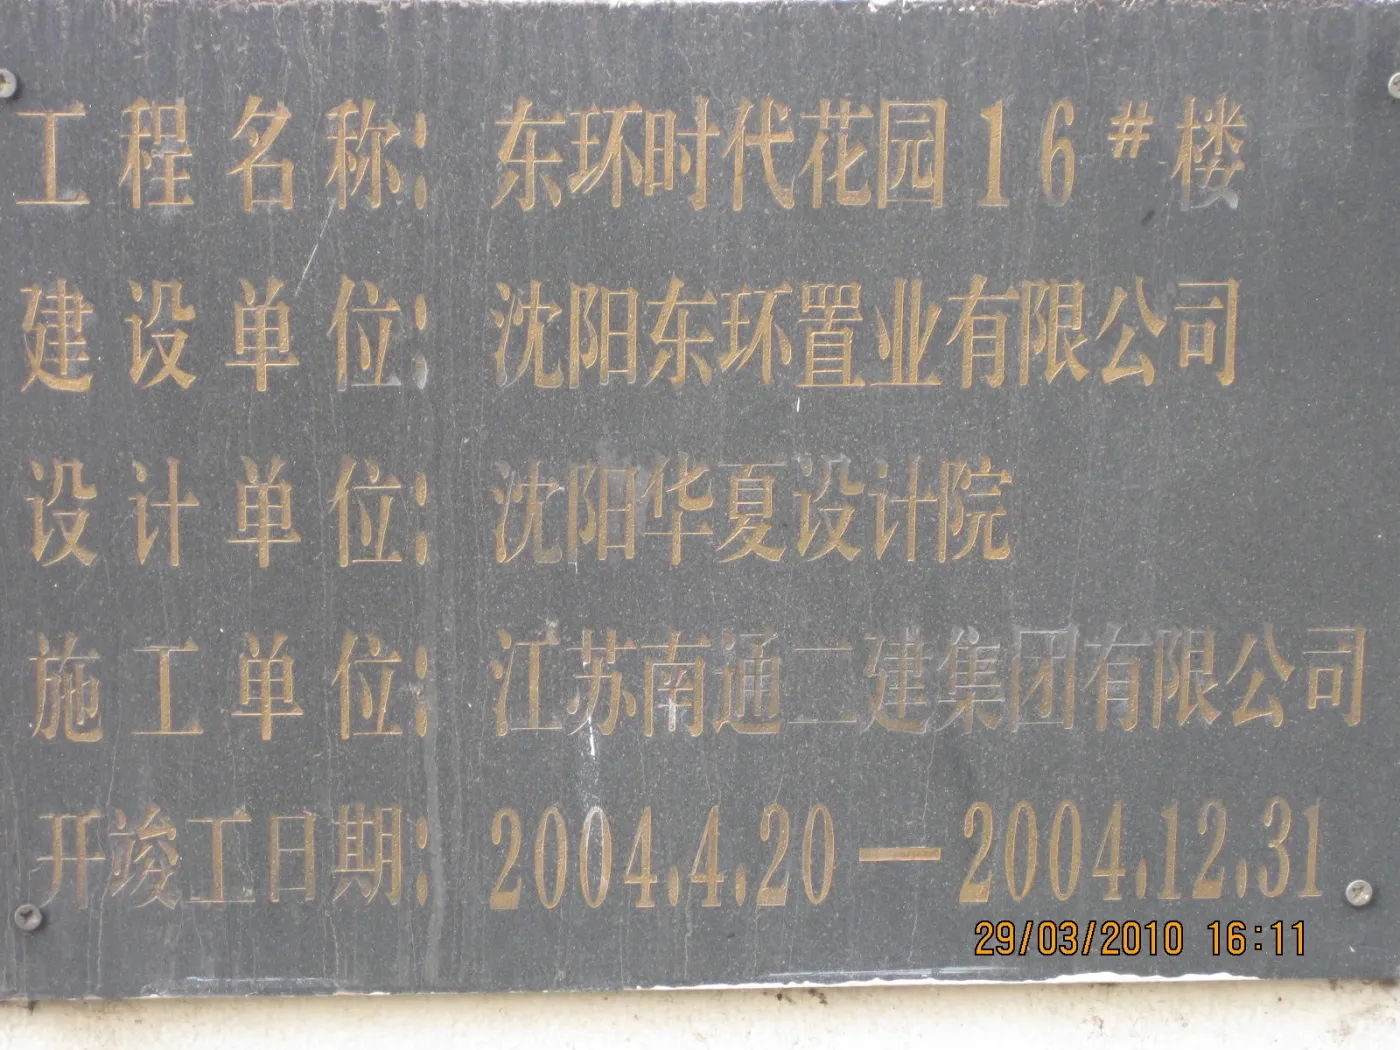 工程名称：东环时代花园16#楼
建设单位：沈阳东环置业有限公司
设计单位：沈阳华夏设计院
施工单位：江苏南通二建集团有限公司
开竣工日期：2004.4.20—2004.12.31
29/03/2010 16:11